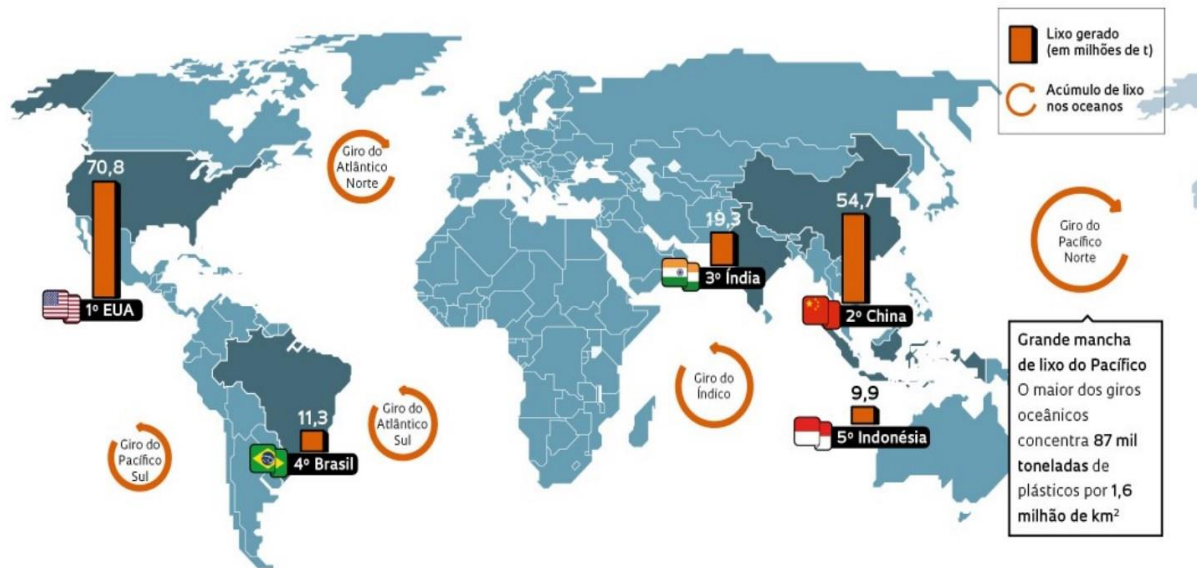 Lixo gerado
(em milhões de t)
Acúmulo de lixo
nos oceanos
Giro do
Atlântico
Norte
70,8
1º EUA
19,3
3º Índia
54,7
2º China
Giro do
Pacífico
Norte
Giro do
Índico
9,9
5º Indonésia
11,3
4º Brasil
Giro do
Atlântico
Sul
Giro do
Pacífico
Sul
Grande mancha
de lixo do Pacífico
O maior dos giros
oceânicos
concentra 87 mil
toneladas de
plásticos por 1,6
milhão de km²